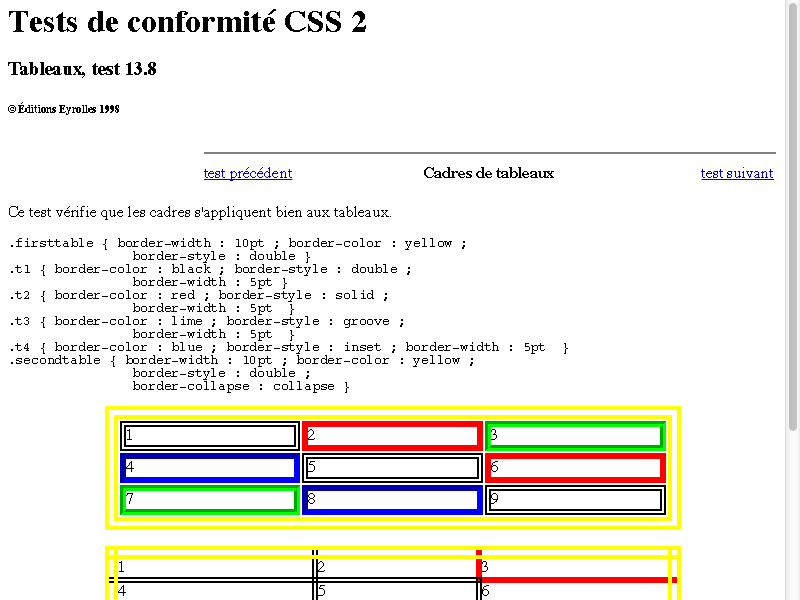 Tests de conformité CSS 2
Tableaux, test 13.8
© Éditions Eyrolles 1998
test précédent Cadres de tableaux test suivant
Ce test vérifie que les cadres s'appliquent bien aux tableaux.
.firsttable { border-width : 10pt ; border-color : yellow ;
border-style : double }
.t1 { border-color : black ; border-style : double ;
border-width : 5pt }
.t2 { border-color : red ; border-style : solid ;
border-width : 5pt }
.t3 { border-color : lime ; border-style : groove ;
border-width : 5pt }
.t4 { border-color : blue ; border-style : inset ; border-width : 5pt }
.secondtable { border-width : 10pt ; border-color : yellow ;
border-style : double ;
border-collapse : collapse }
1 2 3
4 5 6
7 8 9
1 2 3
4 5 6